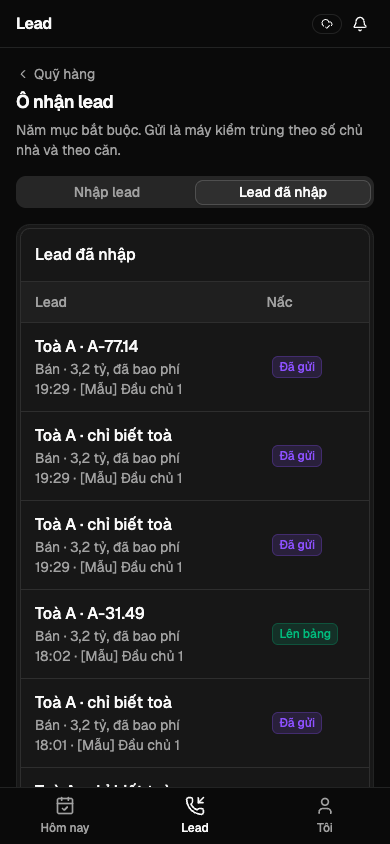 Lead
Quỹ hàng
Ô nhận lead
Năm mục bắt buộc. Gửi là máy kiểm trùng theo số chủ
nhà và theo căn.
Nhập lead
Lead đã nhập
Lead đã nhập
Lead
Nấc
Toà A · A-77.14
Bán · 3,2 tỷ, đã bao phí
19:29 · [Mẫu] Đầu chủ 1
Đã gửi
Toà A · chỉ biết toà
Bán · 3,2 tỷ, đã bao phí
19:29 · [Mẫu] Đầu chủ 1
Đã gửi
Toà A · chỉ biết toà
Bán · 3,2 tỷ, đã bao phí
19:29 · [Mẫu] Đầu chủ 1
Đã gửi
Toà A · A-31.49
Bán · 3,2 tỷ, đã bao phí
18:02 · [Mẫu] Đầu chủ 1
Lên bảng
Toà A · chỉ biết toà
Bán · 3,2 tỷ, đã bao phí
18:01 · [Mẫu] Đầu chủ 1
Đã gửi
Hôm nay
Lead
Tôi